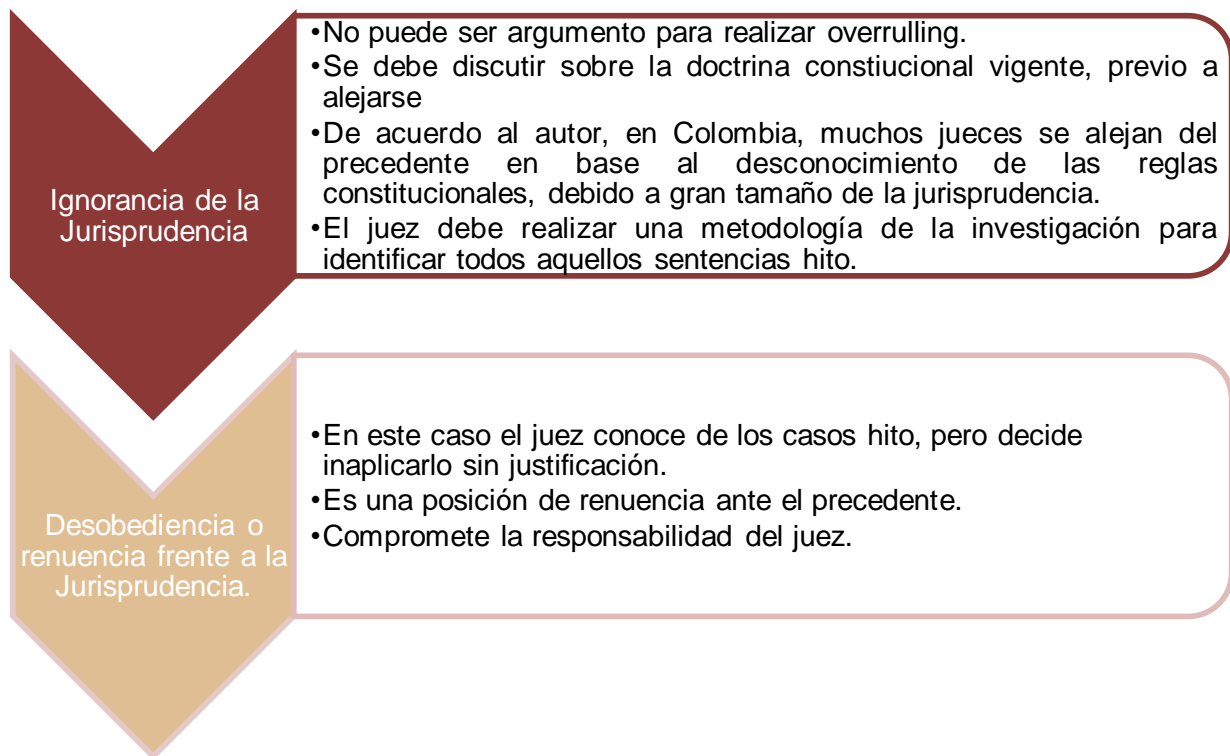 Ignorancia de la
Jurisprudencia
•No puede ser argumento para realizar overrulling.
•Se debe discutir sobre la doctrina constiucional vigente, previo a
alejarse
•De acuerdo al autor, en Colombia, muchos jueces se alejan del
precedente en base al desconocimiento de las reglas
constitucionales, debido a gran tamaño de la jurisprudencia.
•El juez debe realizar una metodología de la investigación para
identificar todos aquellos sentencias hito.
Desobediencia o
renuencia frente a la
Jurisprudencia.
•En este caso el juez conoce de los casos hito, pero decide
inaplicarlo sin justificación.
•Es una posición de renuencia ante el precedente.
•Compromete la responsabilidad del juez.